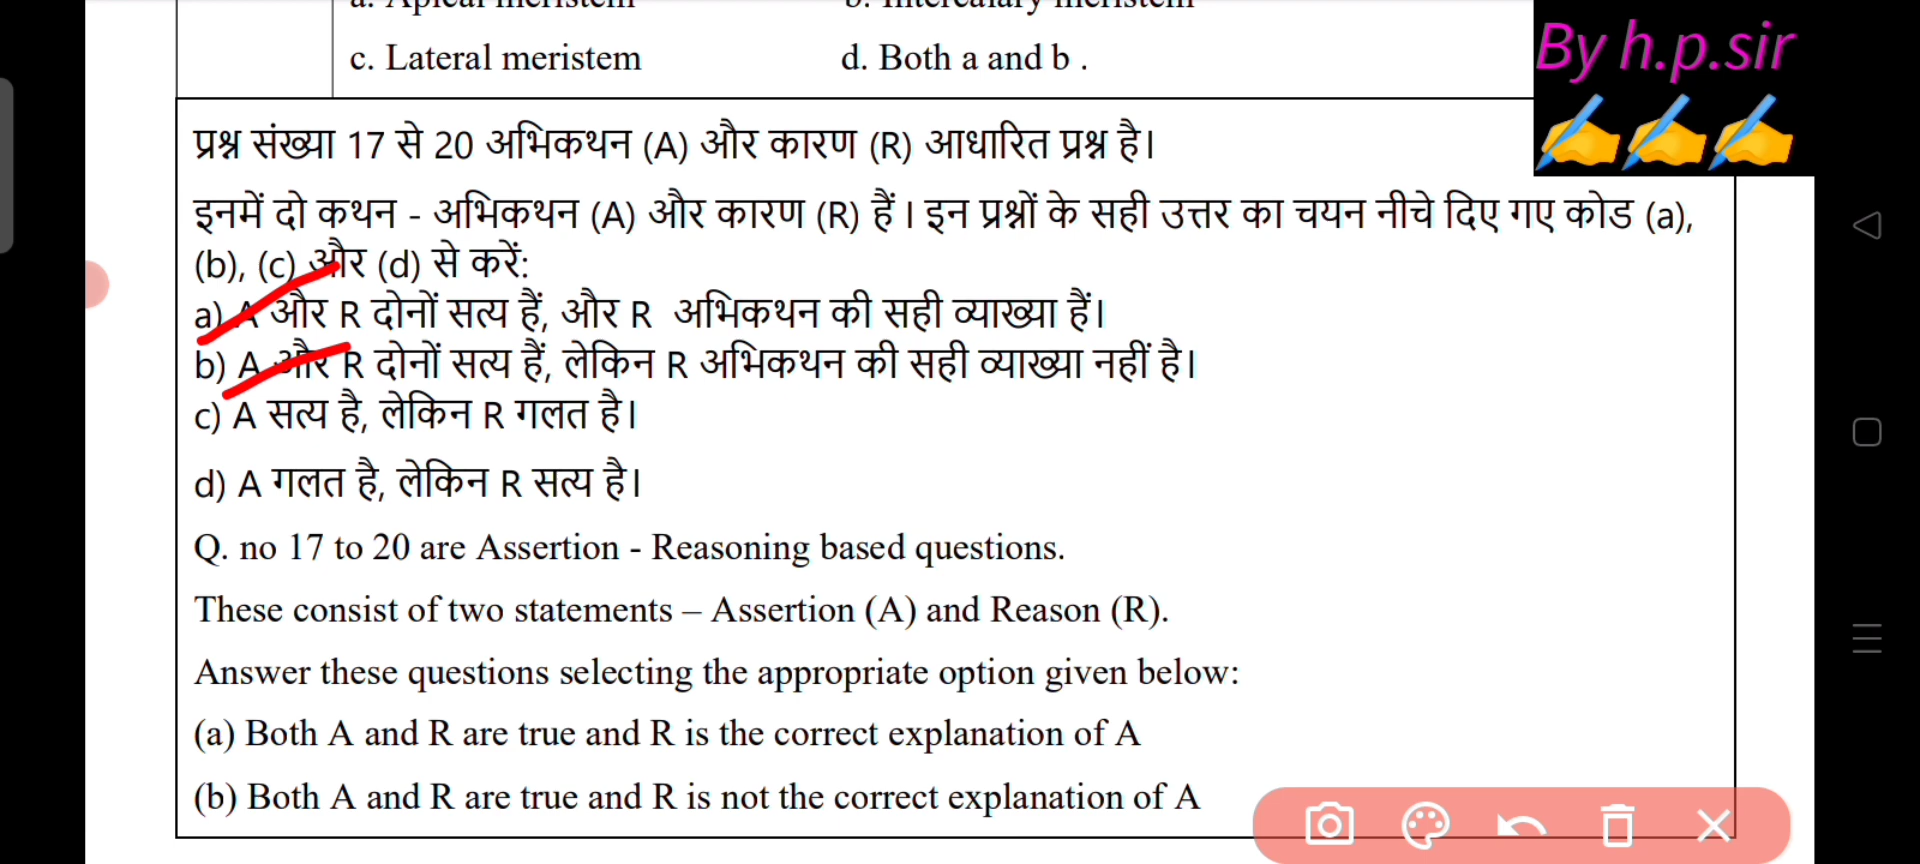 a. Apical meristem b. Intercalary meristem
c. Lateral meristem d. Both a and b .
By h.p.sir
प्रश्न संख्या 17 से 20 अभिकथन (A) और कारण (R) आधारित प्रश्न है।
इनमें दो कथन - अभिकथन (A) और कारण (R) हैं । इन प्रश्नों के सही उत्तर का चयन नीचे दिए गए कोड (a),
(b), (c) और (d) से करें:
a) A और R दोनों सत्य हैं, और R अभिकथन की सही व्याख्या हैं।
b) A और R दोनों सत्य हैं, लेकिन R अभिकथन की सही व्याख्या नहीं है।
c) A सत्य है, लेकिन R गलत है।
d) A गलत है, लेकिन R सत्य है।
Q. no 17 to 20 are Assertion - Reasoning based questions.
These consist of two statements – Assertion (A) and Reason (R).
Answer these questions selecting the appropriate option given below:
(a) Both A and R are true and R is the correct explanation of A
(b) Both A and R are true and R is not the correct explanation of A